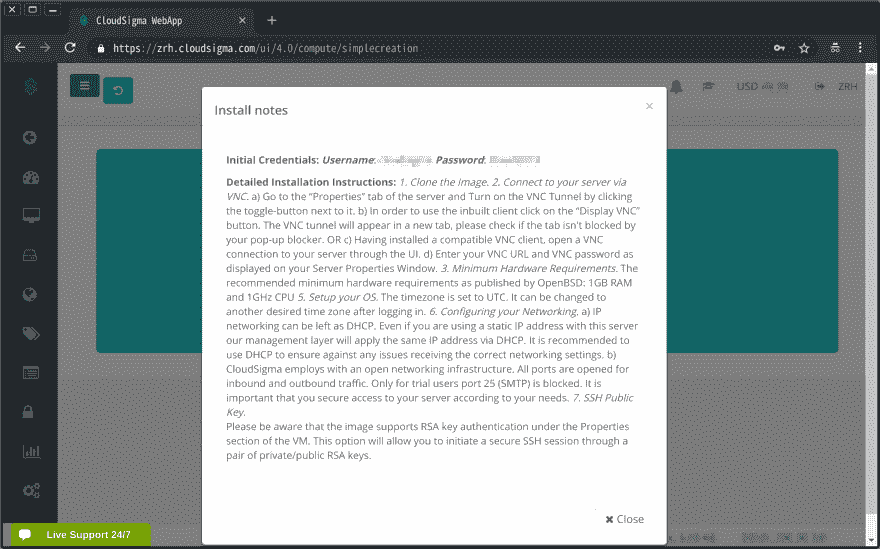 CloudSigma WebApp
https://zrh.cloudsigma.com/ui/4.0/compute/simplecreation
USD
ZRH
Install notes
Initial Credentials: Username: Password:
Detailed Installation Instructions: 1. Clone the Image. 2. Connect to your server via
VNC. a) Go to the “Properties” tab of the server and Turn on the VNC Tunnel by clicking
the toggle-button next to it. b) In order to use the inbuilt client click on the “Display VNC”
button. The VNC tunnel will appear in a new tab, please check if the tab isn't blocked by
your pop-up blocker. OR c) Having installed a compatible VNC client, open a VNC
connection to your server through the UI. d) Enter your VNC URL and VNC password as
displayed on your Server Properties Window. 3. Minimum Hardware Requirements. The
recommended minimum hardware requirements as published by OpenBSD: 1GB RAM
and 1GHz CPU 5. Setup your OS. The timezone is set to UTC. It can be changed to
another desired time zone after logging in. 6. Configuring your Networking. a) IP
networking can be left as DHCP. Even if you are using a static IP address with this server
our management layer will apply the same IP address via DHCP. It is recommended to
use DHCP to ensure against any issues receiving the correct networking settings. b)
CloudSigma employs with an open networking infrastructure. All ports are opened for
inbound and outbound traffic. Only for trial users port 25 (SMTP) is blocked. It is
important that you secure access to your server according to your needs. 7. SSH Public
Key.
Please be aware that the image supports RSA key authentication under the Properties
section of the VM. This option will allow you to initiate a secure SSH session through a
pair of private/public RSA keys.
Close
Live Support 24/7